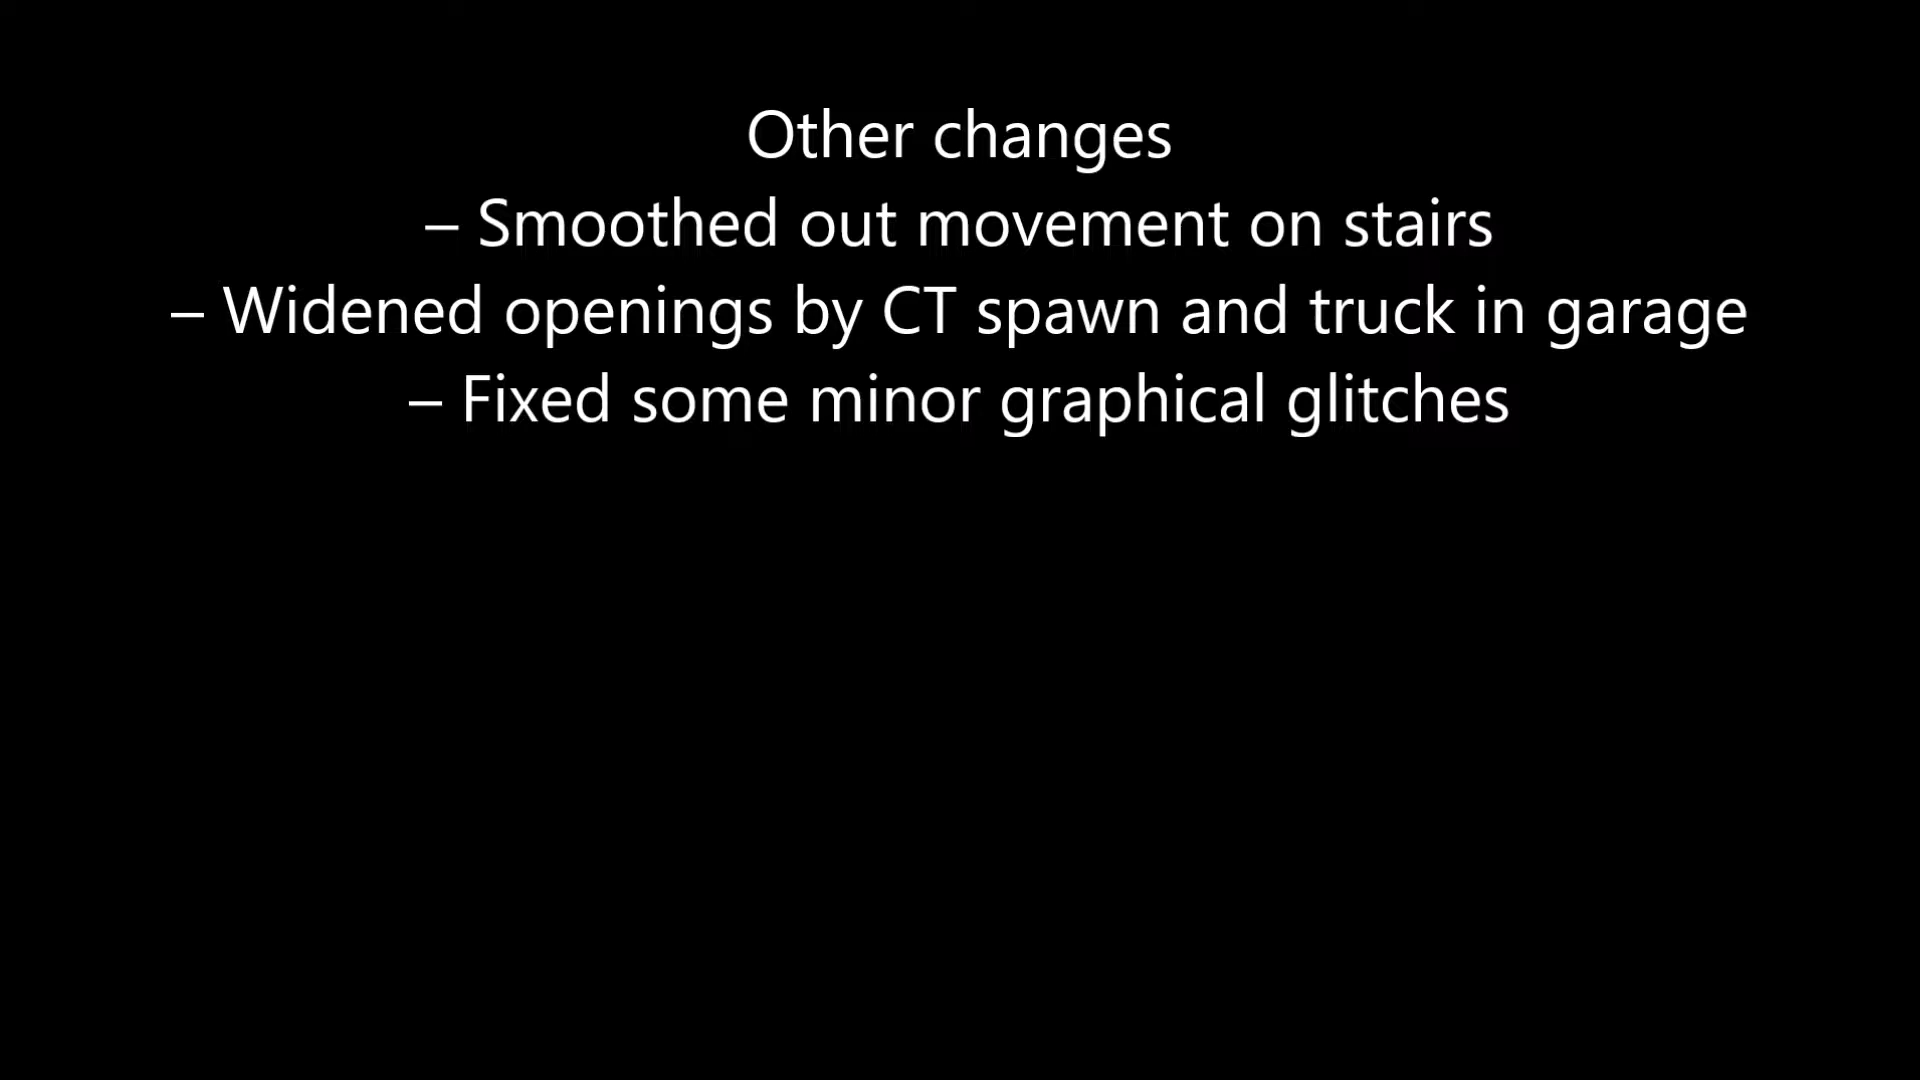 Other changes
– Smoothed out movement on stairs
– Widened openings by CT spawn and truck in garage
– Fixed some minor graphical glitches